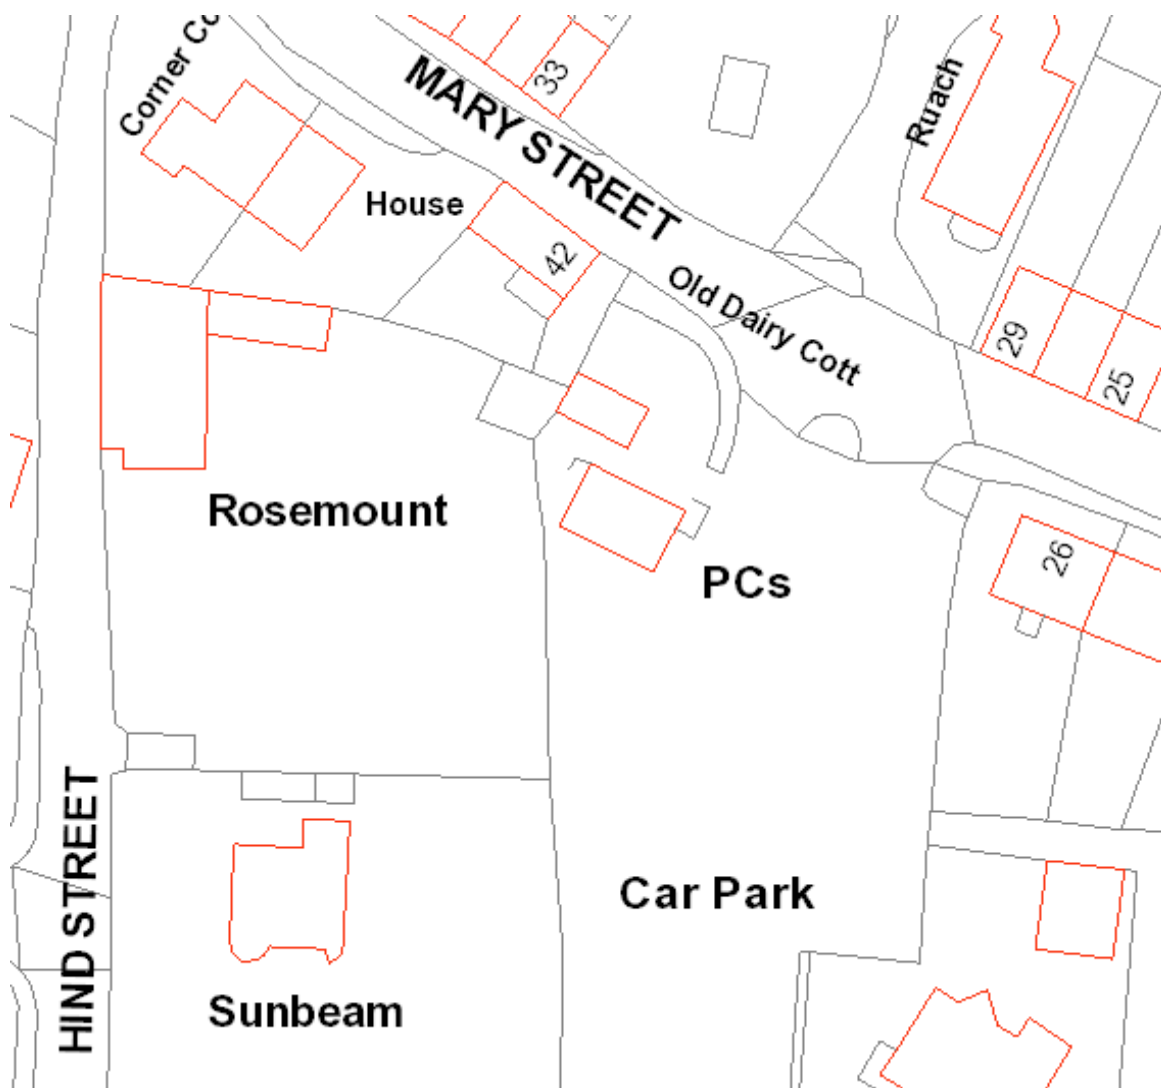 Corner Co
33
MARY STREET
Ruach
House
42
Old Dairy Cott
29
25
Rosemount
PCs
26
HIND STREET
Car Park
Sunbeam